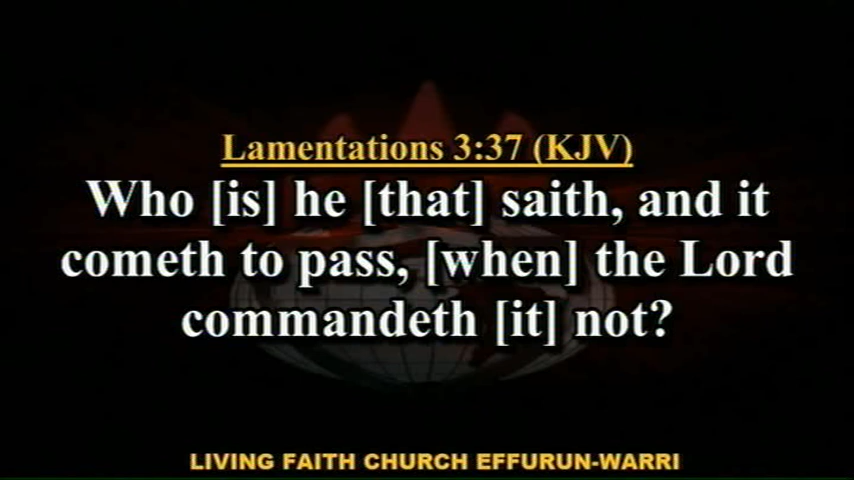 Lamentations 3:37 (KJV)
Who [is] he [that] saith, and it
cometh to pass, [when] the Lord
commandeth [it] not?
LIVING FAITH CHURCH EFFURUN-WARRI